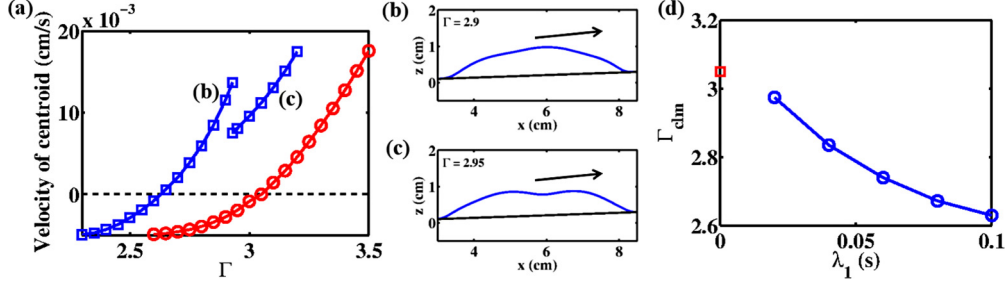 (a)
x 10⁻³
Velocity of centroid (cm/s)
20
10
0
2.5
3
3.5
Γ
(b)
(c)
(b)
Γ = 2.9
z (cm)
2
1
0
4
6
8
x (cm)
(c)
Γ = 2.95
z (cm)
2
1
0
4
6
8
x (cm)
(d)
Γclm
3.2
3
2.8
2.6
0
0.05
0.1
λ₁ (s)